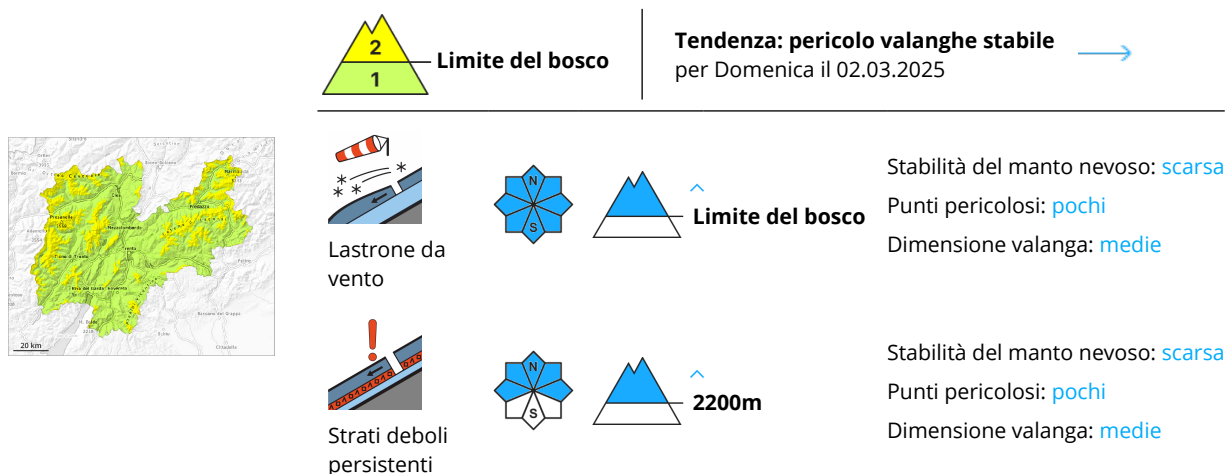 2
1
Limite del bosco
Tendenza: pericolo valanghe stabile
per Domenica il 02.03.2025
20 km
Trento
N
S
Lastrone da
vento
Limite del bosco
Stabilità del manto nevoso: scarsa
Punti pericolosi: pochi
Dimensione valanga: medie
N
S
Strati deboli
persistenti
2200m
Stabilità del manto nevoso: scarsa
Punti pericolosi: pochi
Dimensione valanga: medie